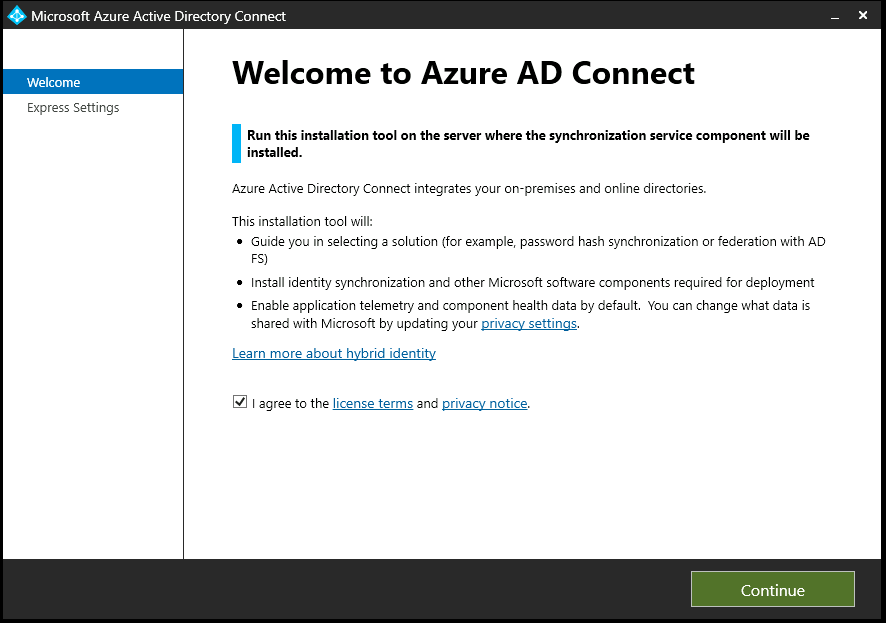 Microsoft Azure Active Directory Connect
Welcome
Express Settings
Welcome to Azure AD Connect
Run this installation tool on the server where the synchronization service component will be
installed.
Azure Active Directory Connect integrates your on-premises and online directories.
This installation tool will:
• Guide you in selecting a solution (for example, password hash synchronization or federation with AD
FS)
• Install identity synchronization and other Microsoft software components required for deployment
• Enable application telemetry and component health data by default.  You can change what data is
shared with Microsoft by updating your privacy settings.
Learn more about hybrid identity
I agree to the license terms and privacy notice.
Continue